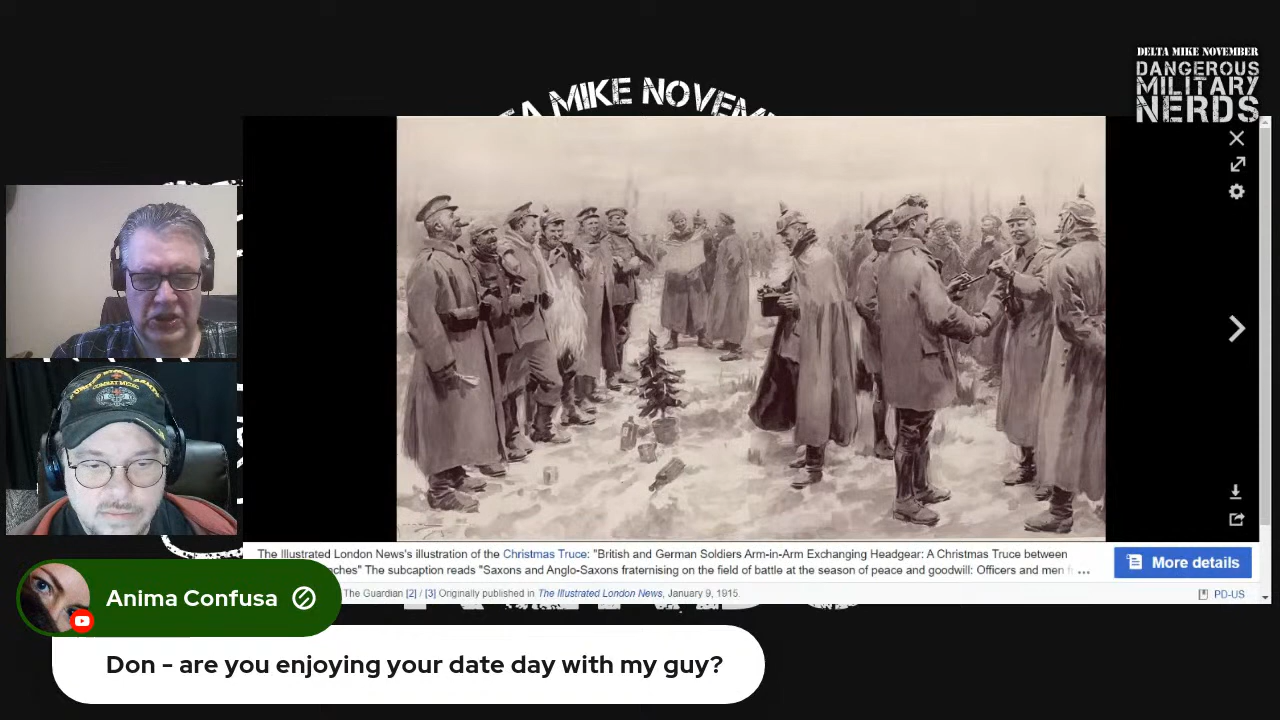 DELTA MIKE NOVEMBER
DANGEROUS
MILITARY
NERDS
TA MIKE NOVEM
COMBAT MEDIC
The Illustrated London News's illustration of the Christmas Truce: "British and German Soldiers Arm-in-Arm Exchanging Headgear: A Christmas Truce between
ches" The subcaption reads "Saxons and Anglo-Saxons fraternising on the field of battle at the season of peace and goodwill: Officers and men f ...
More details
The Guardian [2] / [3] Originally published in The Illustrated London News, January 9, 1915.
PD-US
Anima Confusa
Don - are you enjoying your date day with my guy?